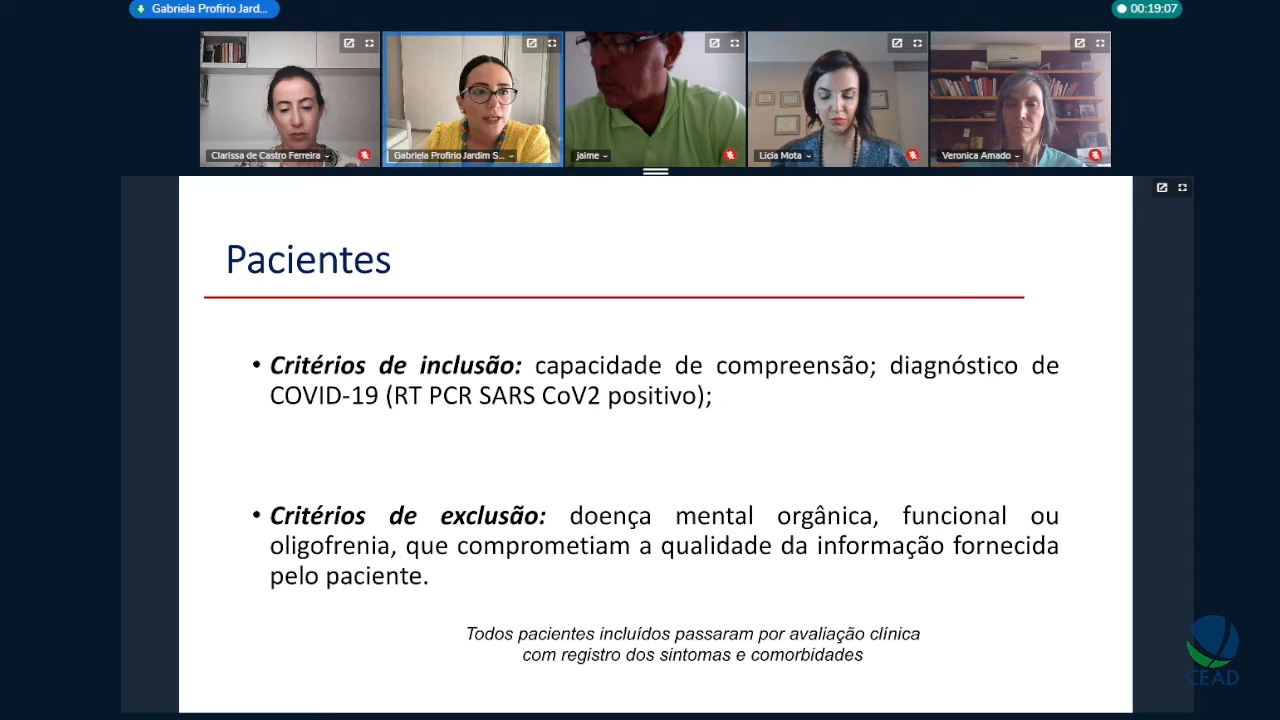 Gabriela Profirio Jard...
00:19:07
Clarissa de Castro Ferreira
Gabriela Profirio Jardim S...
jaime
Licia Mota
Veronica Amado
Pacientes
• Critérios de inclusão: capacidade de compreensão; diagnóstico de
COVID-19 (RT PCR SARS CoV2 positivo);
• Critérios de exclusão: doença mental orgânica, funcional ou
oligofrenia, que comprometiam a qualidade da informação fornecida
pelo paciente.
Todos pacientes incluídos passaram por avaliação clínica
com registro dos sintomas e comorbidades
CEAD